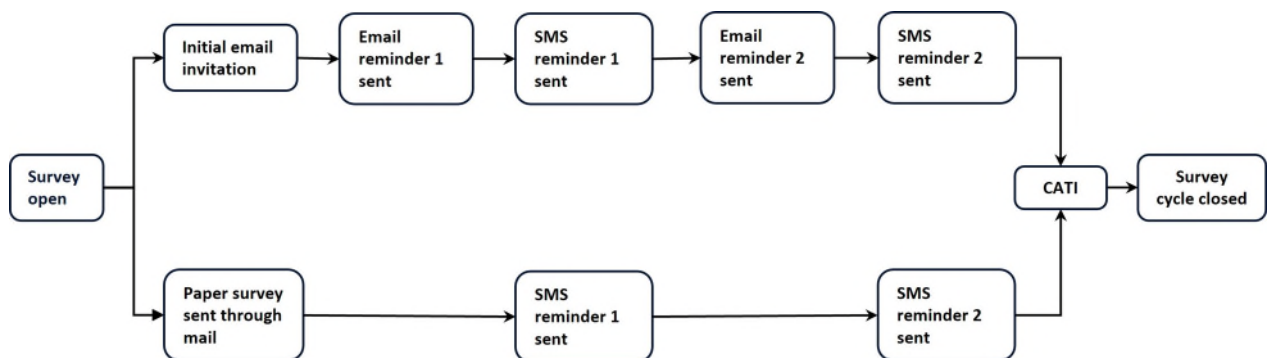 Initial email
invitation
Email
reminder 1
sent
SMS
reminder 1
sent
Email
reminder 2
sent
SMS
reminder 2
sent
Survey
open
CATI
Survey
cycle closed
Paper survey
sent through
mail
SMS
reminder 1
sent
SMS
reminder 2
sent